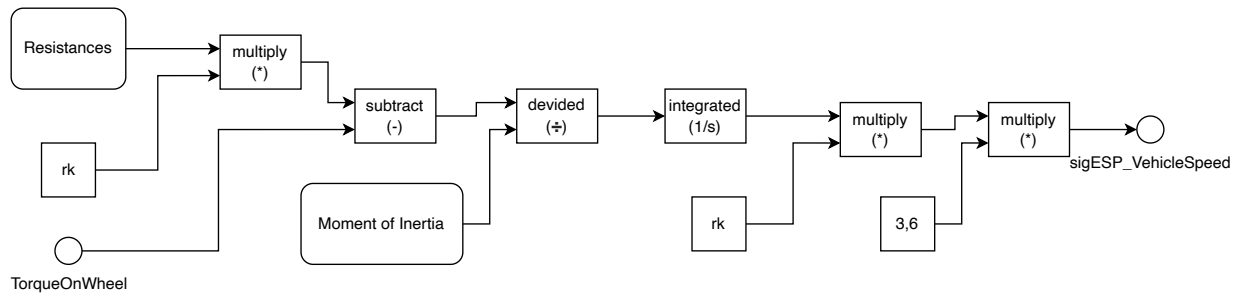 Resistances
multiply
(*)
subtract
(-)
devided
(÷)
integrated
(1/s)
multiply
(*)
multiply
(*)
sigESP_VehicleSpeed
rk
Moment of Inertia
rk
3,6
TorqueOnWheel